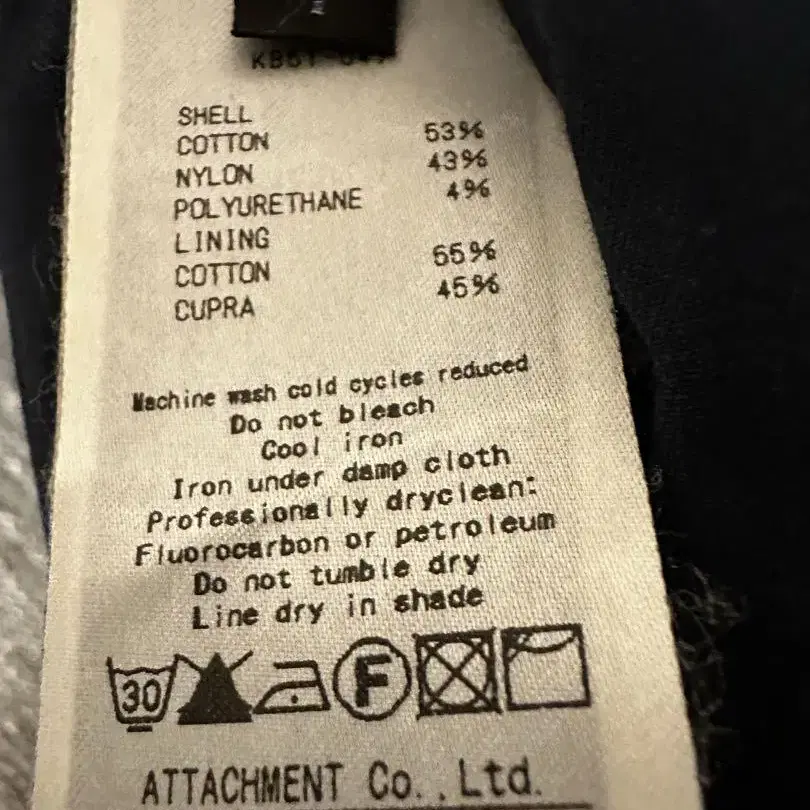 SHELL
COTTON 53%
NYLON 43%
POLYURETHANE 4%
LINING
COTTON 55%
CUPRA 45%
Machine wash cold cycles reduced
Do not bleach
Cool iron
Iron under damp cloth
Professionally dryclean:
Fluorocarbon or petroleum
Do not tumble dry
Line dry in shade
30 F
ATTACHMENT Co.,Ltd.